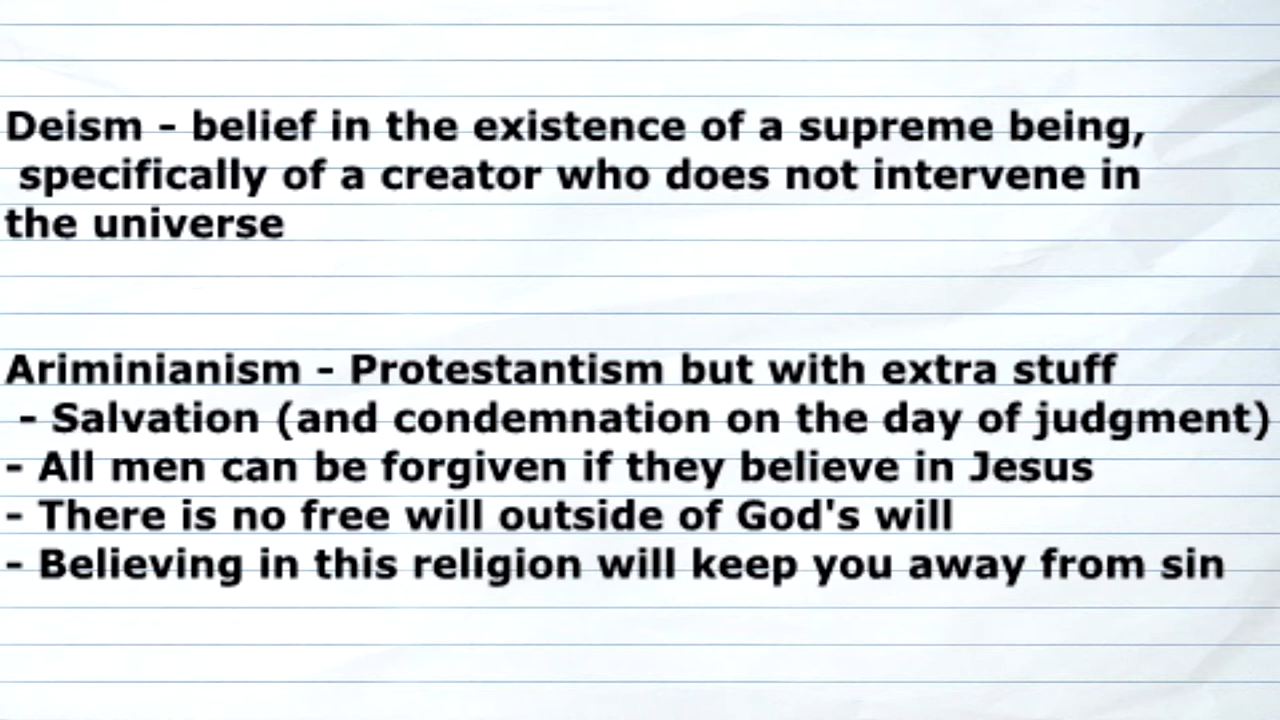 Deism - belief in the existence of a supreme being,
specifically of a creator who does not intervene in
the universe
Ariminianism - Protestantism but with extra stuff
- Salvation (and condemnation on the day of judgment)
- All men can be forgiven if they believe in Jesus
- There is no free will outside of God's will
- Believing in this religion will keep you away from sin